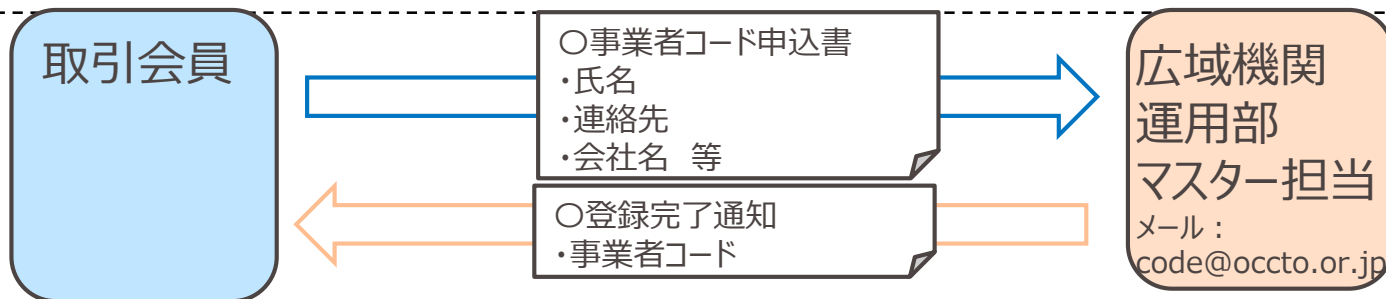 取引会員
〇事業者コード申込書
・氏名
・連絡先
・会社名　等
〇登録完了通知
・事業者コード
広域機関
運用部
マスター担当
メール：
code@occto.or.jp